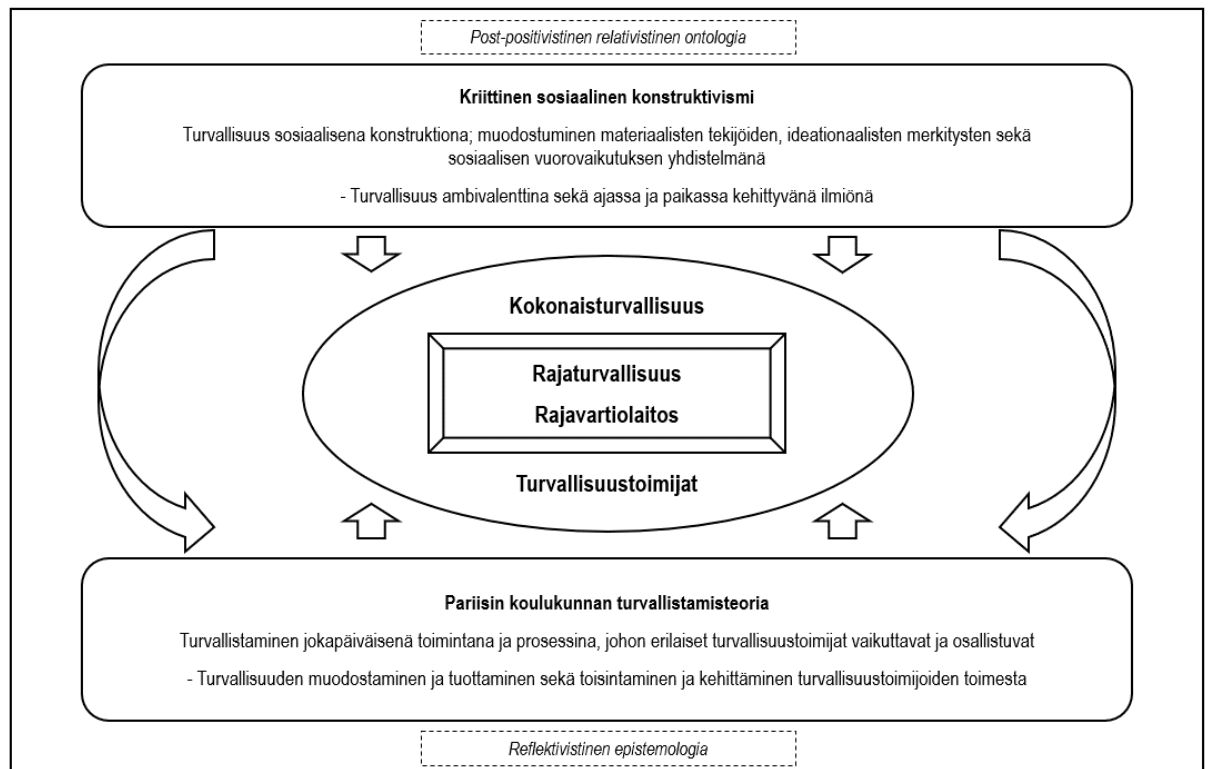 Post-positivistinen relativistinen ontologia
Kriittinen sosiaalinen konstruktivismi
Turvallisuus sosiaalisena konstruktiona; muodostuminen materiaalisten tekijöiden, ideationaalisten merkitysten sekä
sosiaalisen vuorovaikutuksen yhdistelmänä
- Turvallisuus ambivalenttina sekä ajassa ja paikassa kehittyvänä ilmiönä
Kokonaisturvallisuus
Rajaturvallisuus
Rajavartiolaitos
Turvallisuustoimijat
Pariisin koulukunnan turvallistamisteoria
Turvallistaminen jokapäiväisenä toimintana ja prosessina, johon erilaiset turvallisuustoimijat vaikuttavat ja osallistuvat
- Turvallisuuden muodostaminen ja tuottaminen sekä toisintaminen ja kehittäminen turvallisuustoimijoiden toimesta
Reflektivistinen epistemologia